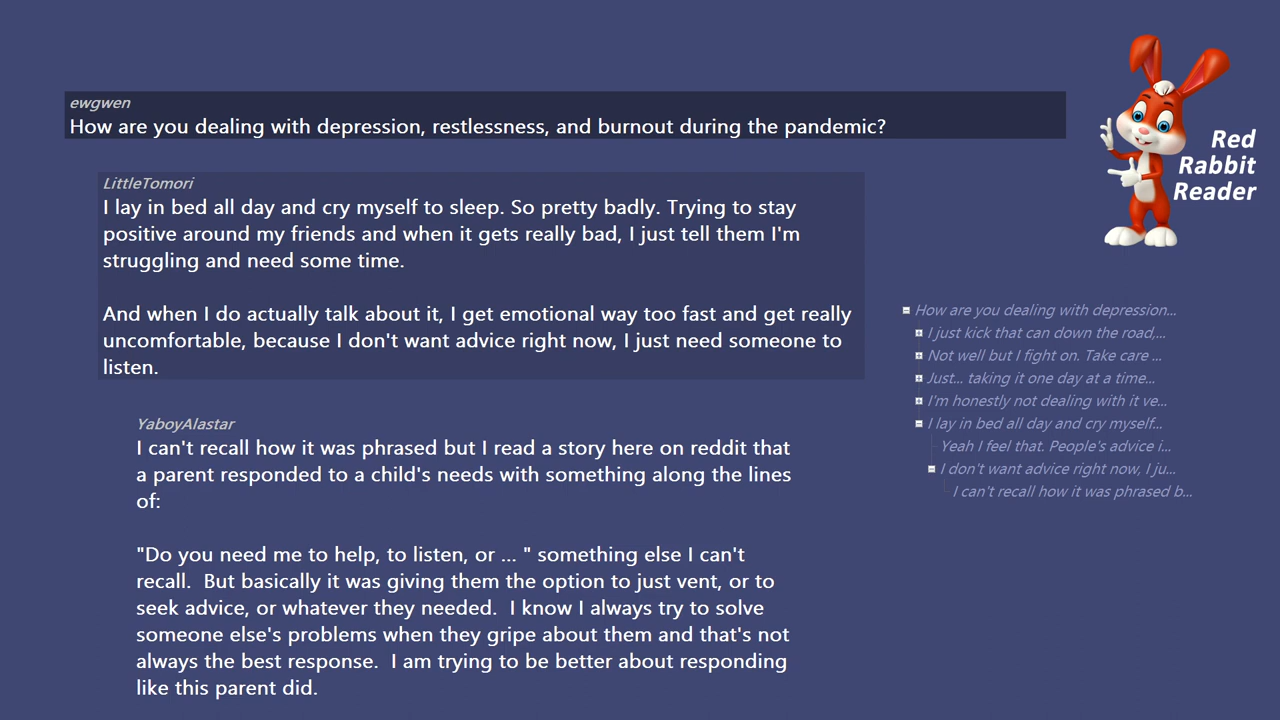 ewgwen
How are you dealing with depression, restlessness, and burnout during the pandemic?
LittleTomori
I lay in bed all day and cry myself to sleep. So pretty badly. Trying to stay
positive around my friends and when it gets really bad, I just tell them I'm
struggling and need some time.
And when I do actually talk about it, I get emotional way too fast and get really
uncomfortable, because I don't want advice right now, I just need someone to
listen.
YaboyAlastar
I can't recall how it was phrased but I read a story here on reddit that
a parent responded to a child's needs with something along the lines
of:
"Do you need me to help, to listen, or ... " something else I can't
recall.  But basically it was giving them the option to just vent, or to
seek advice, or whatever they needed.  I know I always try to solve
someone else's problems when they gripe about them and that's not
always the best response.  I am trying to be better about responding
like this parent did.
Red
Rabbit
Reader
How are you dealing with depression...
I just kick that can down the road,...
Not well but I fight on. Take care ...
Just... taking it one day at a time...
I'm honestly not dealing with it ve...
I lay in bed all day and cry myself...
Yeah I feel that. People's advice i...
I don't want advice right now, I ju...
I can't recall how it was phrased b...